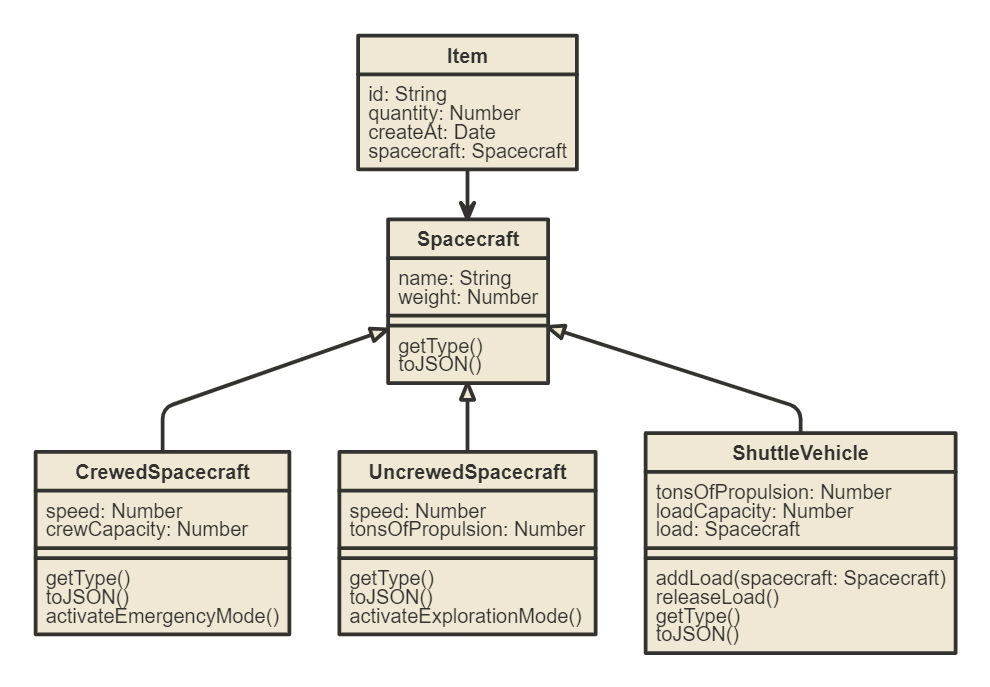 Item
id: String
quantity: Number
createAt: Date
spacecraft: Spacecraft
Spacecraft
name: String
weight: Number
getType()
toJSON()
CrewedSpacecraft
speed: Number
crewCapacity: Number
getType()
toJSON()
activateEmergencyMode()
UncrewedSpacecraft
speed: Number
tonsOfPropulsion: Number
getType()
toJSON()
activateExplorationMode()
ShuttleVehicle
tonsOfPropulsion: Number
loadCapacity: Number
load: Spacecraft
addLoad(spacecraft: Spacecraft)
releaseLoad()
getType()
toJSON()